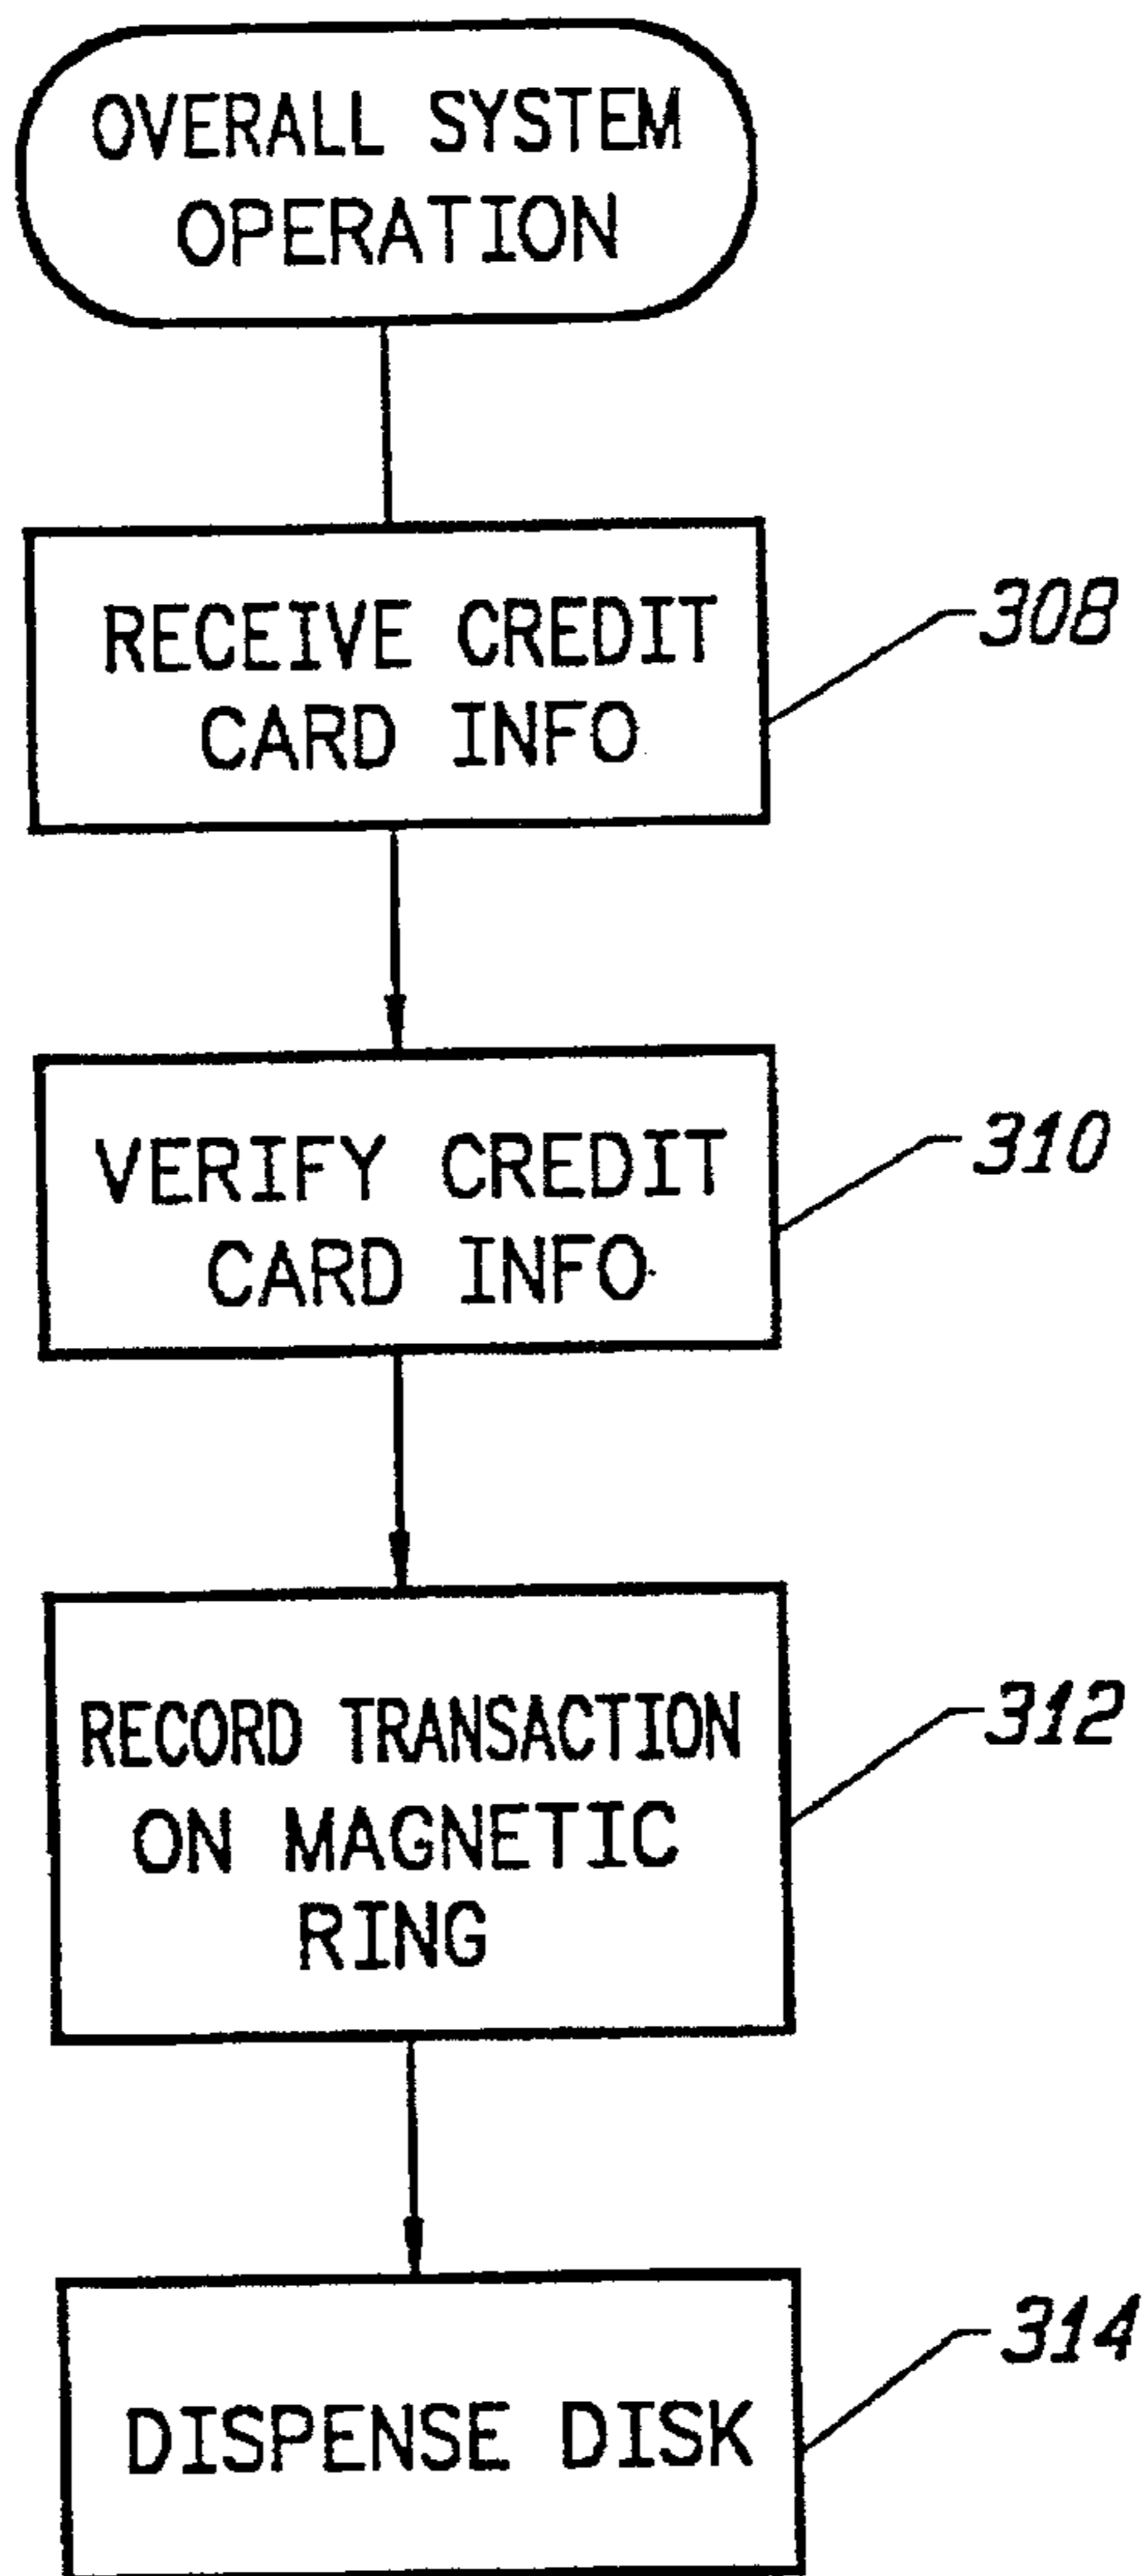 OVERALL SYSTEM
OPERATION
RECEIVE CREDIT
CARD INFO
308
VERIFY CREDIT
CARD INFO
310
RECORD TRANSACTION
ON MAGNETIC
RING
312
DISPENSE DISK
314